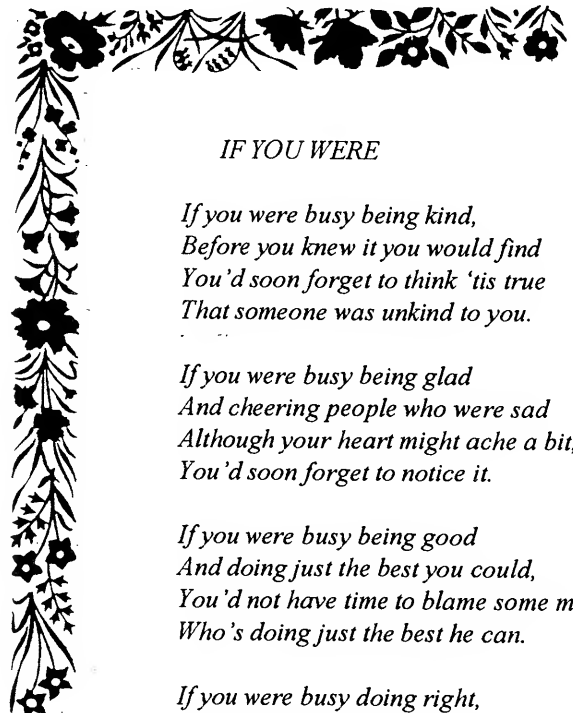 IF YOU WERE
If you were busy being kind,
Before you knew it you would find
You'd soon forget to think ‘tis true
That someone was unkind to you.
If you were busy being glad
And cheering people who were sad
Although your heart might ache a bit,
You'd soon forget to notice it.
If you were busy being good
And doing just the best you could,
You'd not have time to blame some m
Who's doing just the best he can.
If you were busy doing right,